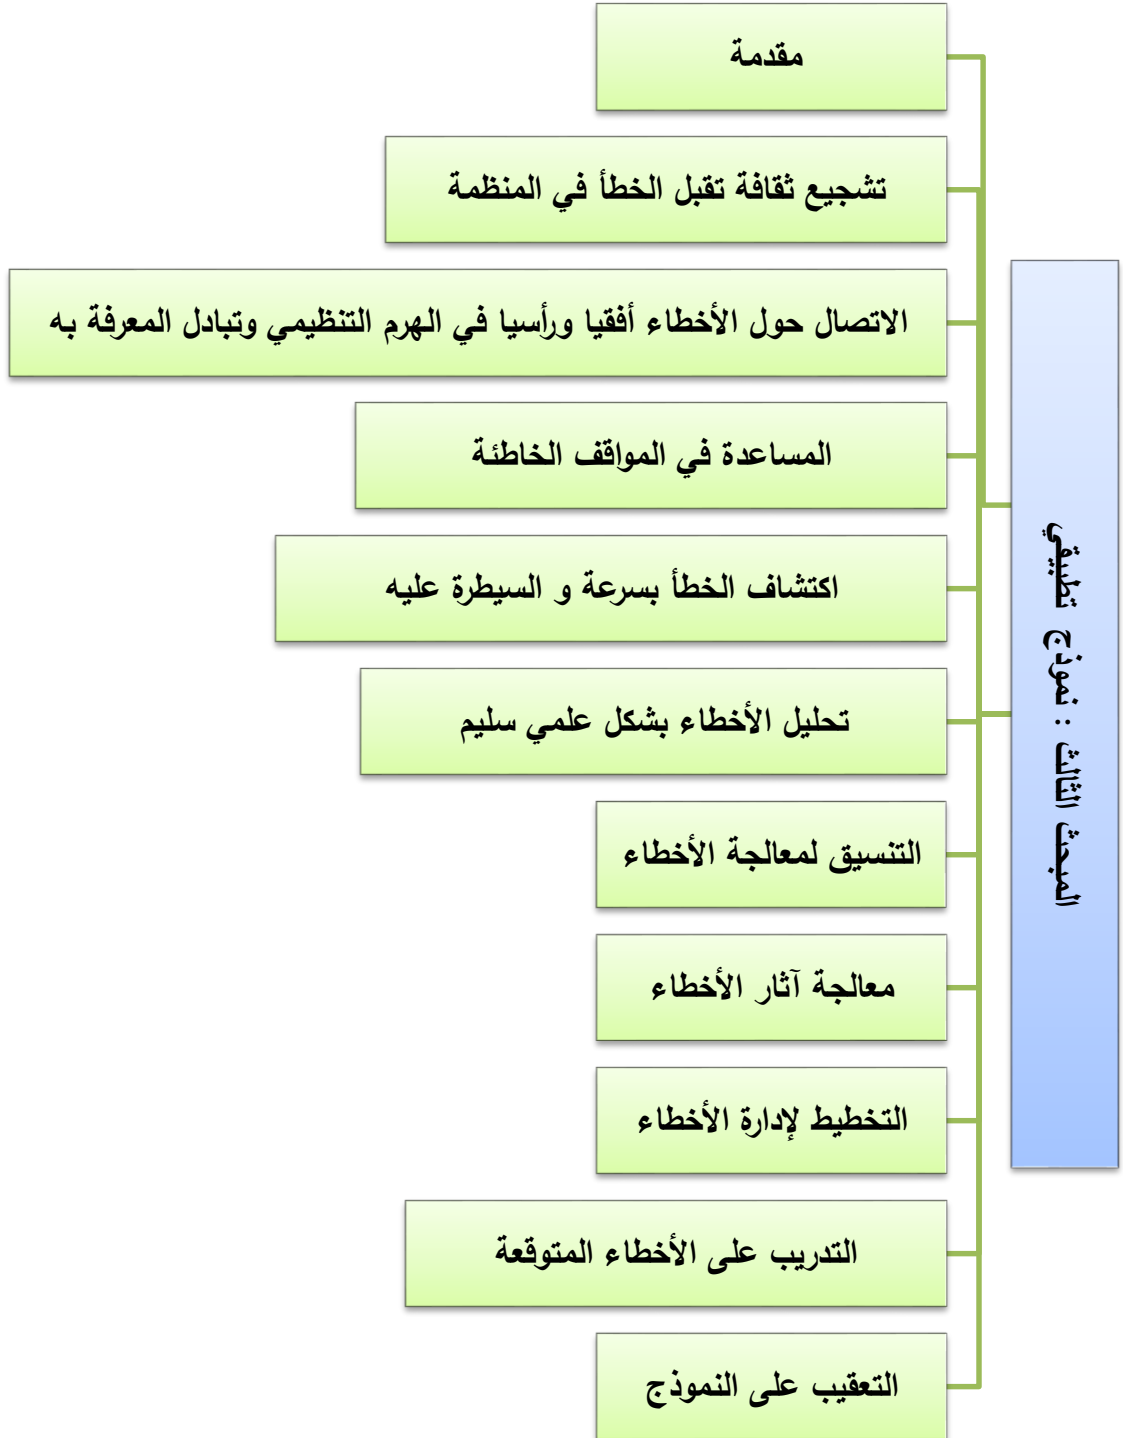 المبحث الثالث : نموذج تطبيقي
مقدمة
تشجيع ثقافة تقبل الخطأ في المنظمة
الاتصال حول الأخطاء أفقيا ورأسيا في الهرم التنظيمي وتبادل المعرفة به
المساعدة في المواقف الخاطئة
اكتشاف الخطأ بسرعة و السيطرة عليه
تحليل الأخطاء بشكل علمي سليم
التنسيق لمعالجة الأخطاء
معالجة آثار الأخطاء
التخطيط لإدارة الأخطاء
التدريب على الأخطاء المتوقعة
التعقيب على النموذج